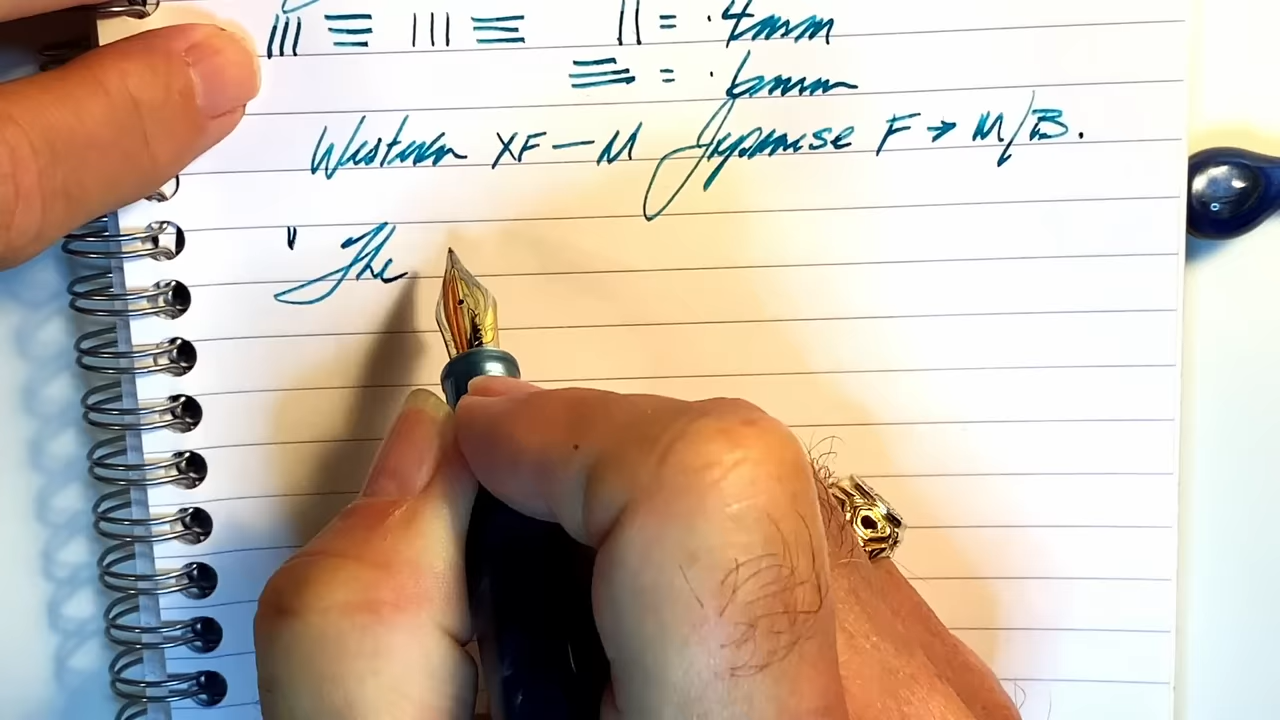 ||| ≡ ||| ≡ || = .4mm
≡ = .6mm
Western XF — M Japanese F → M/B.
" The